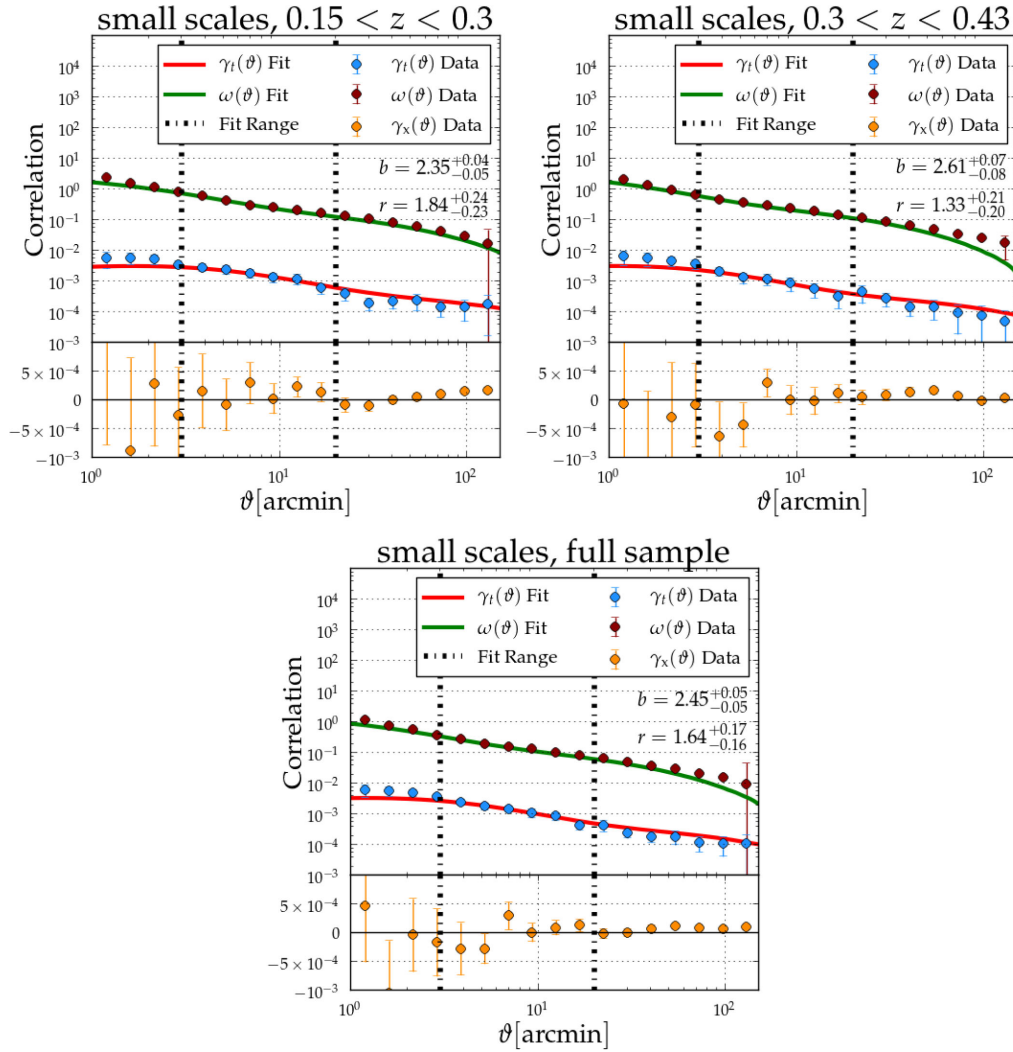 small scales, 0.15 < z < 0.3
γt(ϑ) Fit
ω(ϑ) Fit
Fit Range
γt(ϑ) Data
ω(ϑ) Data
γx(ϑ) Data
b = 2.35 +0.04 −0.05
r = 1.84 +0.24 −0.23
Correlation
10⁴
10³
10²
10¹
10⁰
10⁻¹
10⁻²
10⁻³
10⁻⁴
10⁻³
5 × 10⁻⁴
0
−5 × 10⁻⁴
−10⁻³
10⁰ 10¹ 10²
ϑ[arcmin]
small scales, 0.3 < z < 0.43
γt(ϑ) Fit
ω(ϑ) Fit
Fit Range
γt(ϑ) Data
ω(ϑ) Data
γx(ϑ) Data
b = 2.61 +0.07 −0.08
r = 1.33 +0.21 −0.20
Correlation
10⁴
10³
10²
10¹
10⁰
10⁻¹
10⁻²
10⁻³
10⁻⁴
10⁻³
5 × 10⁻⁴
0
−5 × 10⁻⁴
−10⁻³
10⁰ 10¹ 10²
ϑ[arcmin]
small scales, full sample
γt(ϑ) Fit
ω(ϑ) Fit
Fit Range
γt(ϑ) Data
ω(ϑ) Data
γx(ϑ) Data
b = 2.45 +0.05 −0.05
r = 1.64 +0.17 −0.16
Correlation
10⁴
10³
10²
10¹
10⁰
10⁻¹
10⁻²
10⁻³
10⁻⁴
10⁻³
5 × 10⁻⁴
0
−5 × 10⁻⁴
−10⁻³
10⁰ 10¹ 10²
ϑ[arcmin]